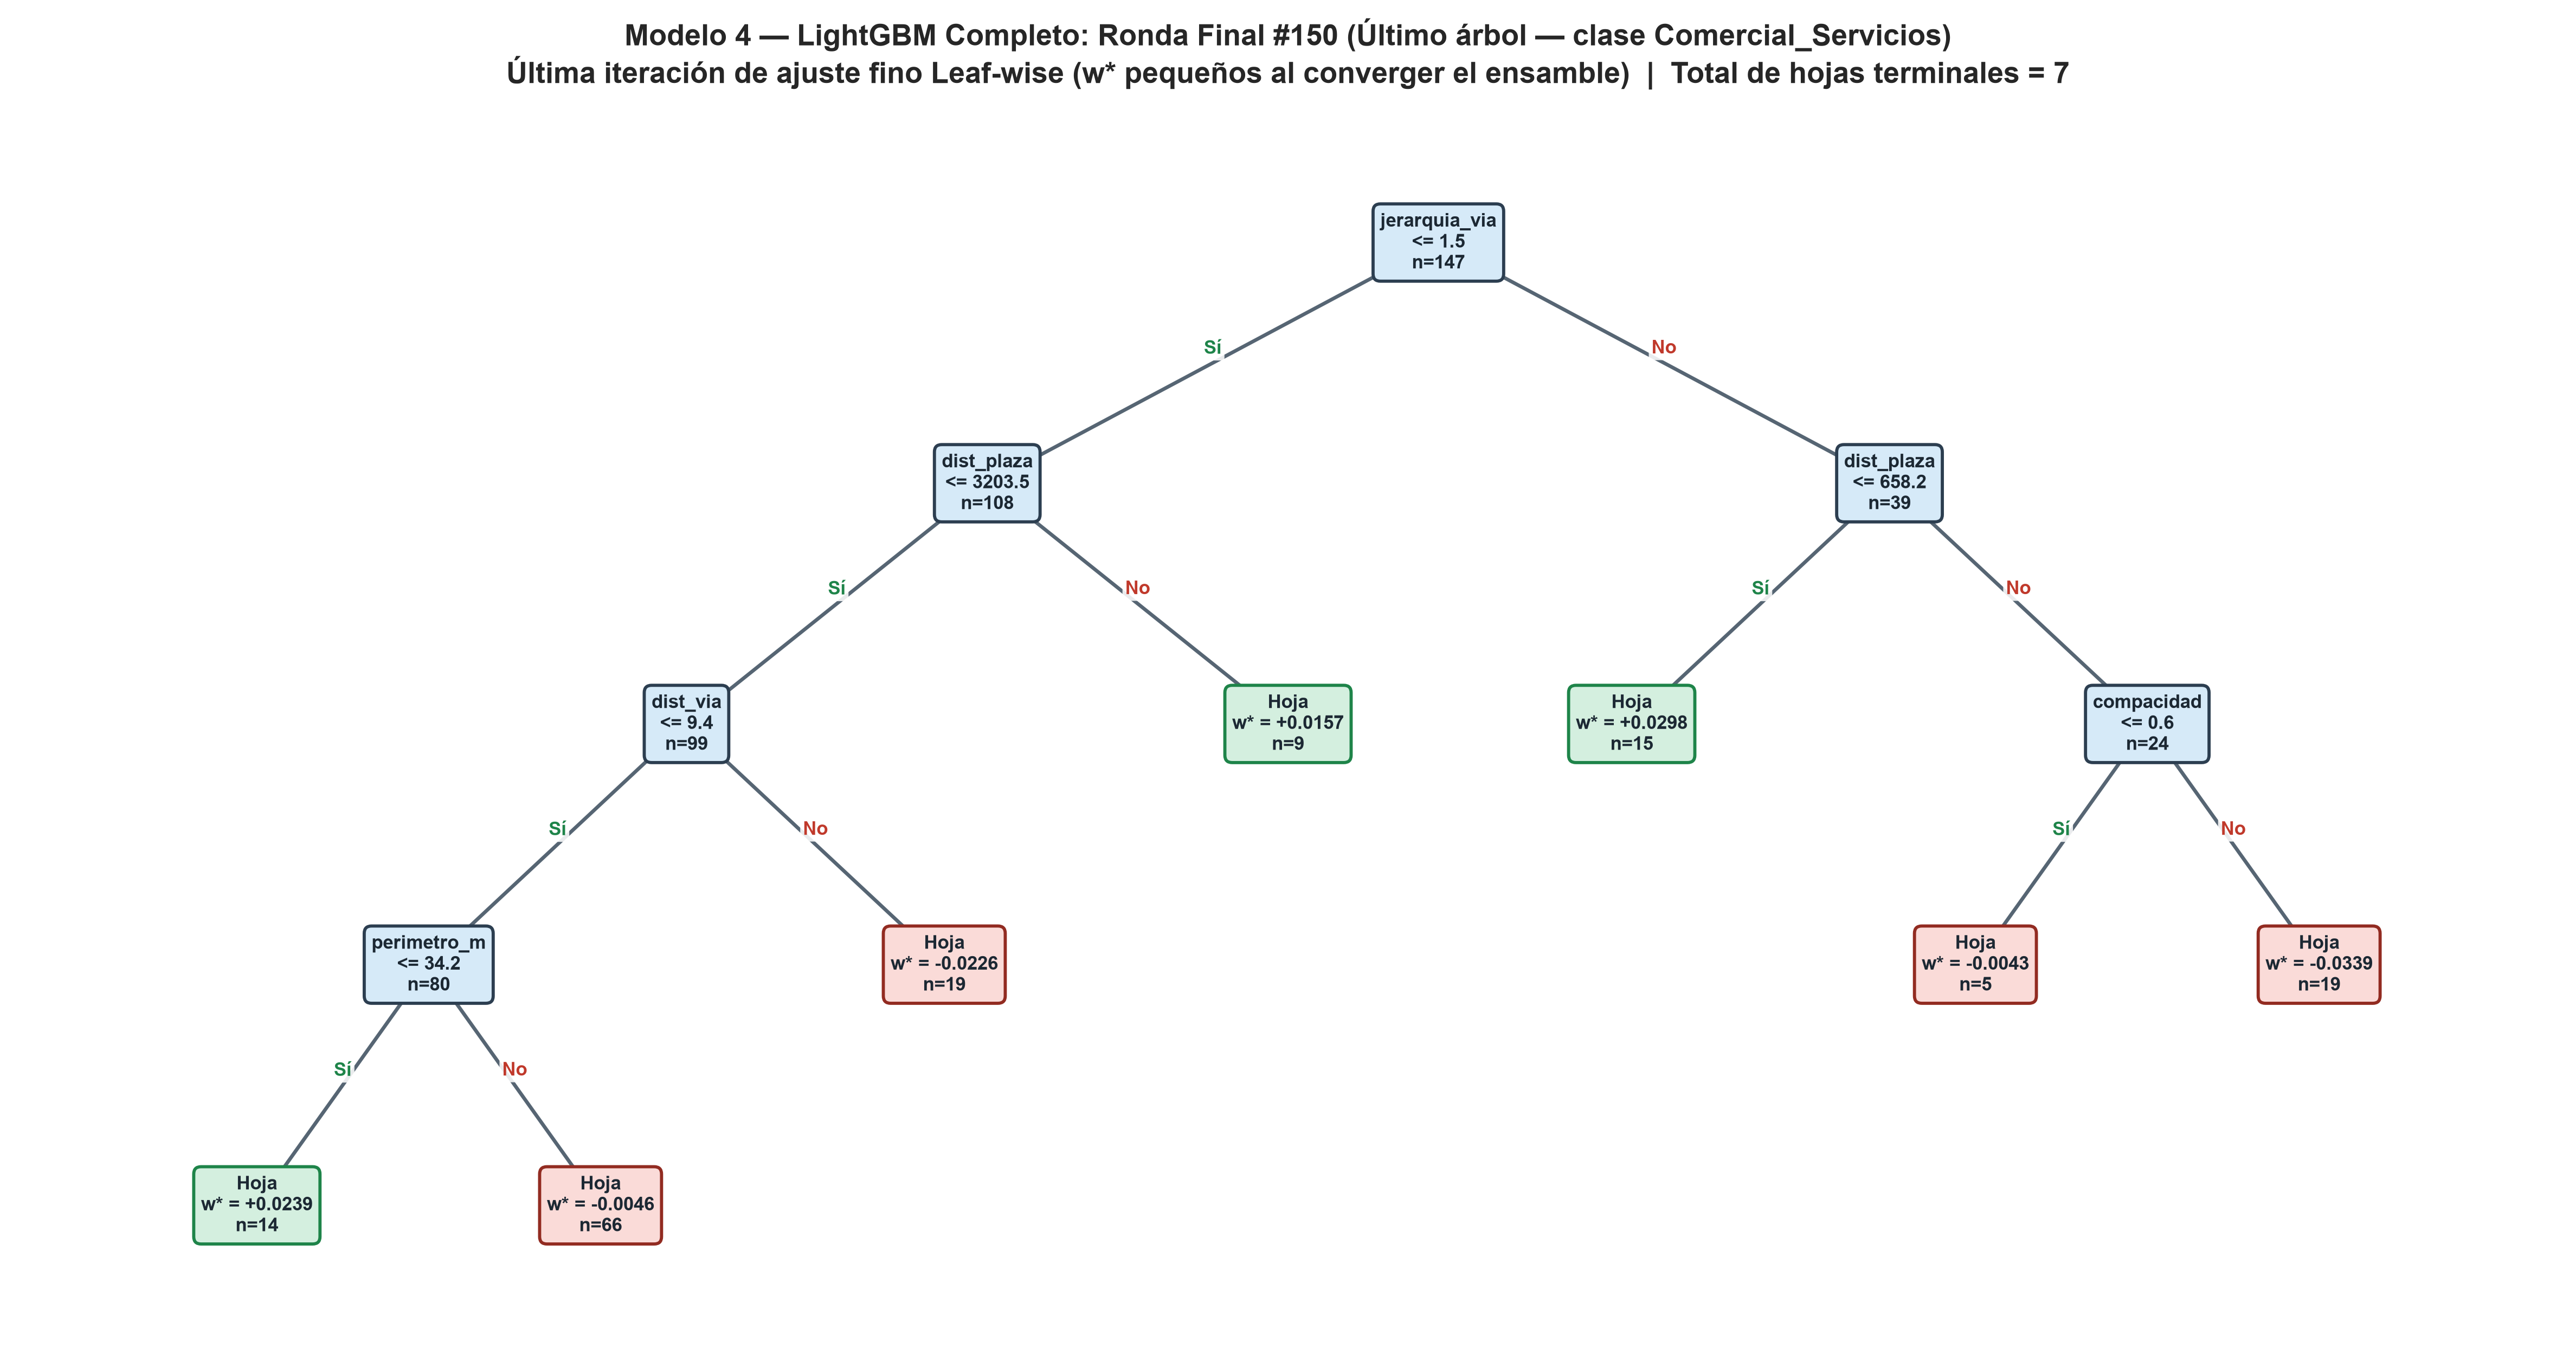 Modelo 4 — LightGBM Completo: Ronda Final #150 (Último árbol — clase Comercial_Servicios)
Última iteración de ajuste fino Leaf-wise (w* pequeños al converger el ensamble)  |  Total de hojas terminales = 7
jerarquia_via
<= 1.5
n=147
Sí
No
dist_plaza
<= 3203.5
n=108
dist_plaza
<= 658.2
n=39
Sí
No
Sí
No
dist_via
<= 9.4
n=99
Hoja
w* = +0.0157
n=9
Hoja
w* = +0.0298
n=15
compacidad
<= 0.6
n=24
Sí
No
Sí
No
perimetro_m
<= 34.2
n=80
Hoja
w* = -0.0226
n=19
Hoja
w* = -0.0043
n=5
Hoja
w* = -0.0339
n=19
Sí
No
Hoja
w* = +0.0239
n=14
Hoja
w* = -0.0046
n=66